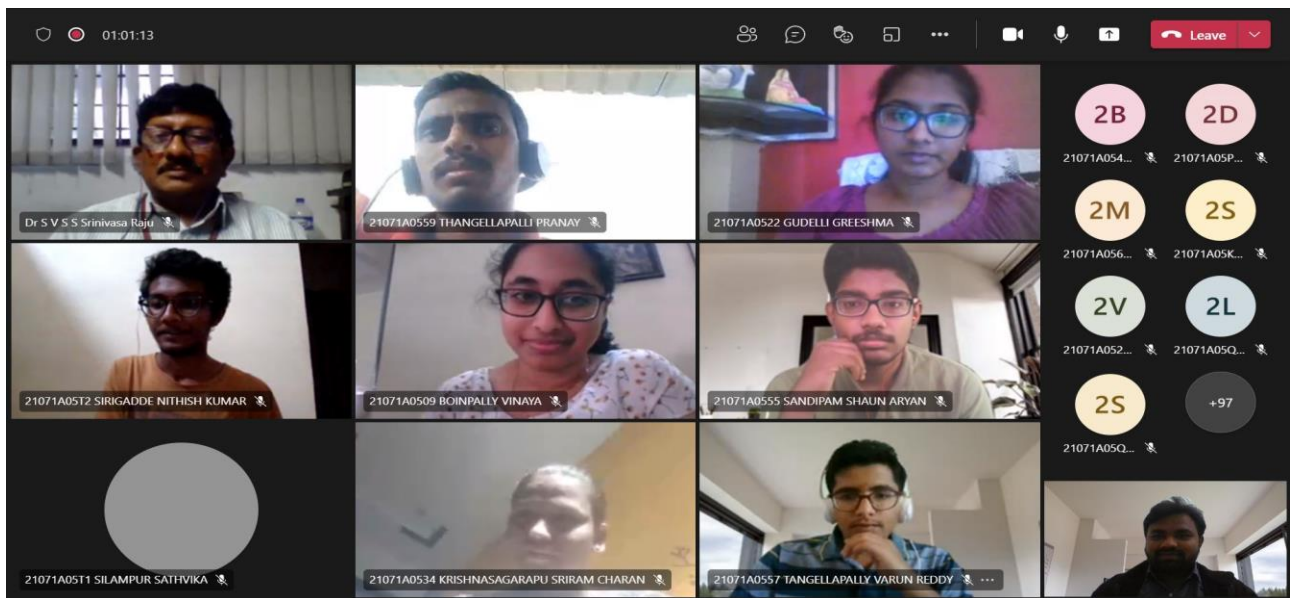 01:01:13
Leave
Dr S V S S Srinivasa Raju
21071A0559 THANGELLAPALLI PRANAY
21071A0522 GUDELLI GREESHMA
21071A05T2 SIRIGADDE NITHISH KUMAR
21071A0509 BOINPALLY VINAYA
21071A0555 SANDIPAM SHAUN ARYAN
21071A05T1 SILAMPUR SATHVIKA
21071A0534 KRISHNASAGARAPU SRIRAM CHARAN
21071A0557 TANGELLAPALLY VARUN REDDY ...
2B
2D
21071A054...
21071A05P...
2M
2S
21071A056...
21071A05K...
2V
2L
21071A052...
21071A05Q...
2S
+97
21071A05Q...